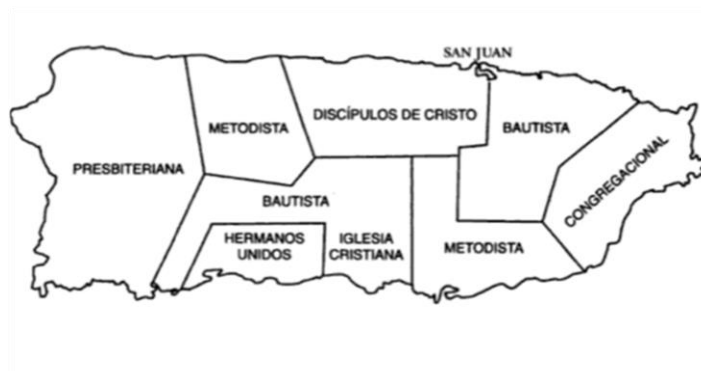 SAN JUAN
METODISTA
DISCÍPULOS DE CRISTO
BAUTISTA
PRESBITERIANA
CONGREGACIONAL
BAUTISTA
HERMANOS
UNIDOS
IGLESIA
CRISTIANA
METODISTA